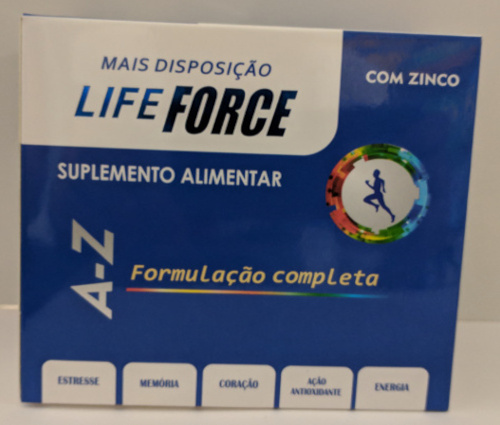 MAIS DISPOSIÇÃO
LIFE FORCE
COM ZINCO
SUPLEMENTO ALIMENTAR
A-Z
Formulação completa
ESTRESSE
MEMÓRIA
CORAÇÃO
AÇÃO
ANTIOXIDANTE
ENERGIA